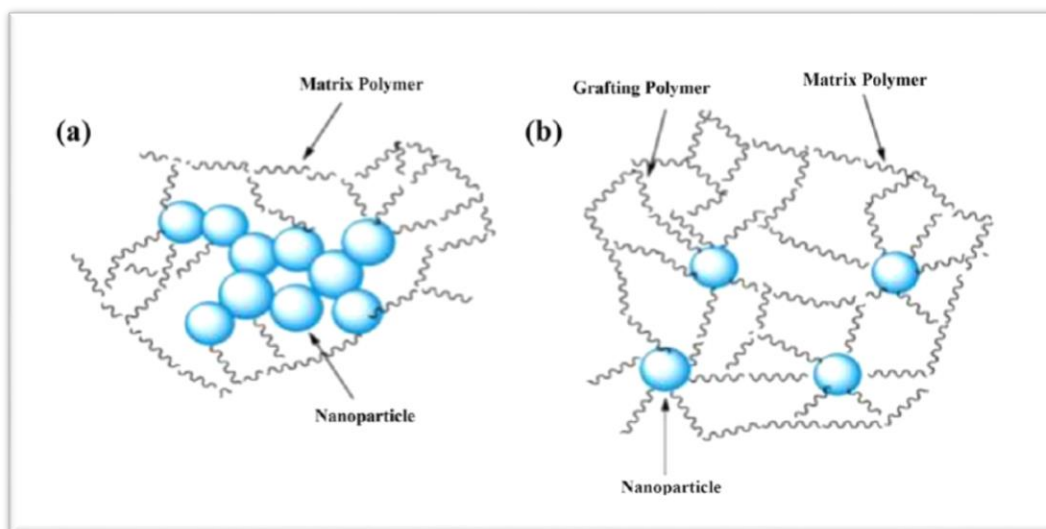 (a)
Matrix Polymer
Nanoparticle
(b)
Grafting Polymer
Matrix Polymer
Nanoparticle